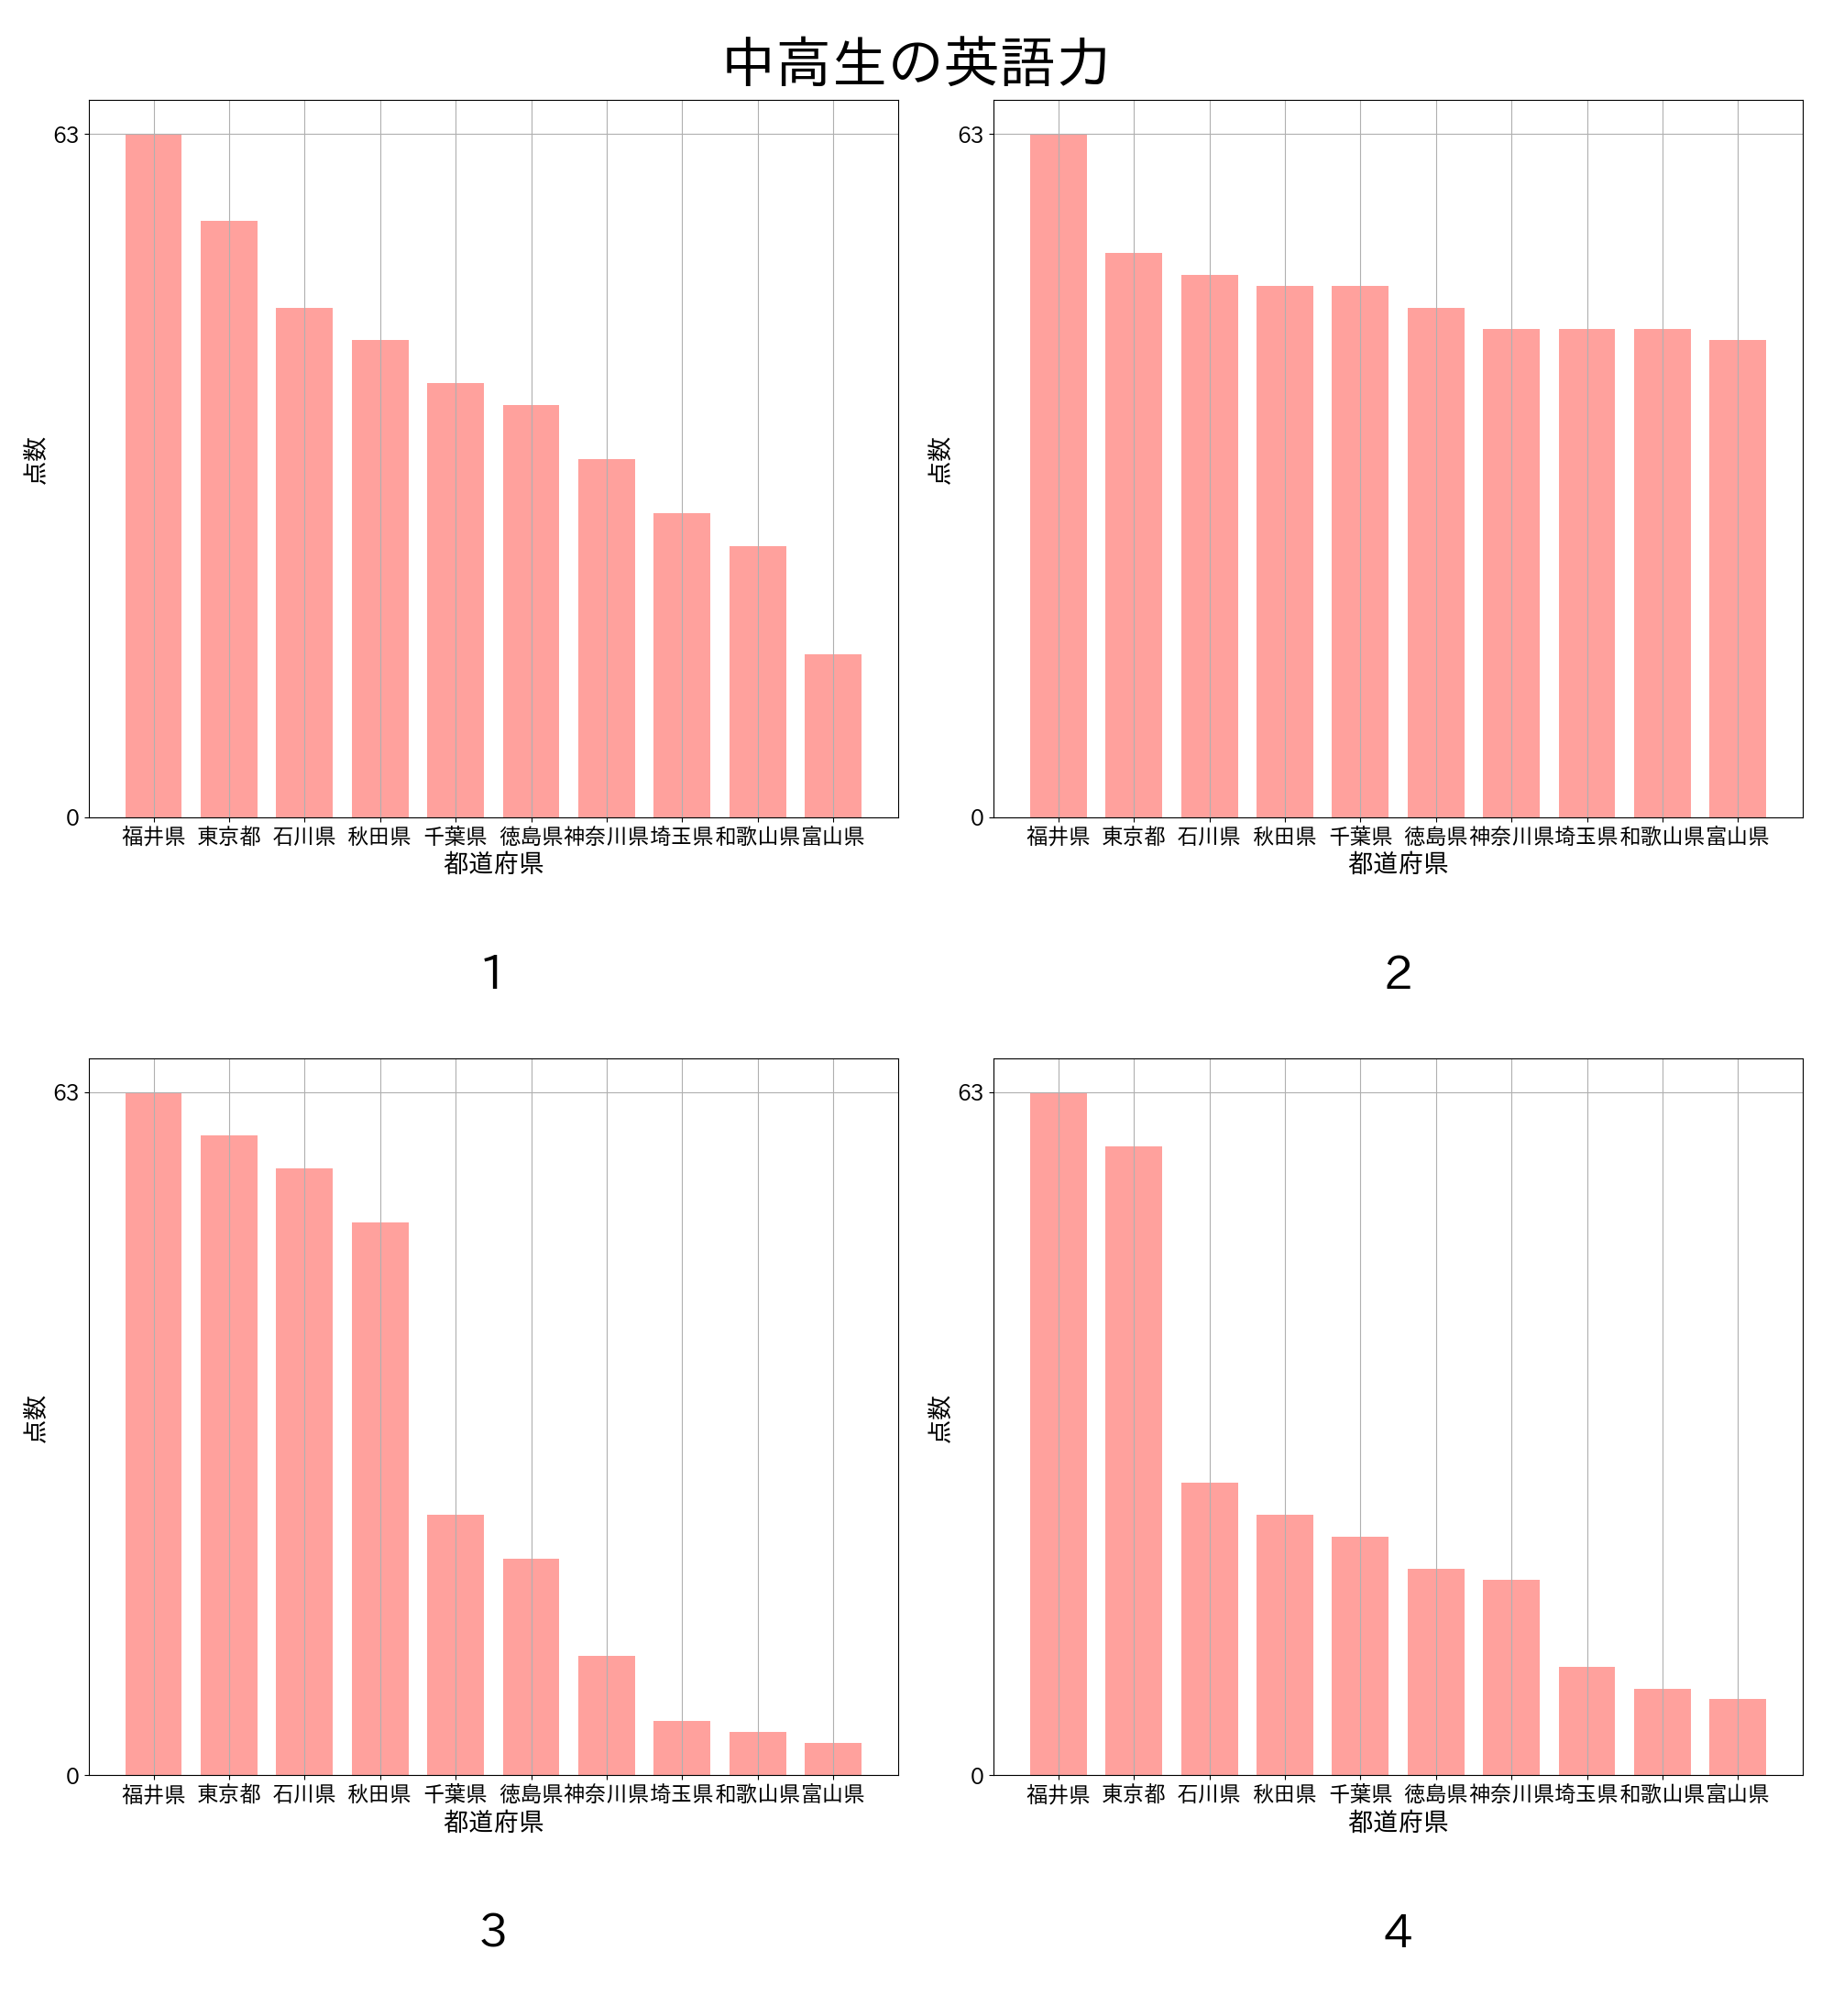 中高生の英語力
63
0
点数
福井県 東京都 石川県 秋田県 千葉県 徳島県 神奈川県 埼玉県 和歌山県 富山県
都道府県
1
63
0
点数
福井県 東京都 石川県 秋田県 千葉県 徳島県 神奈川県 埼玉県 和歌山県 富山県
都道府県
2
63
0
点数
福井県 東京都 石川県 秋田県 千葉県 徳島県 神奈川県 埼玉県 和歌山県 富山県
都道府県
3
63
0
点数
福井県 東京都 石川県 秋田県 千葉県 徳島県 神奈川県 埼玉県 和歌山県 富山県
都道府県
4